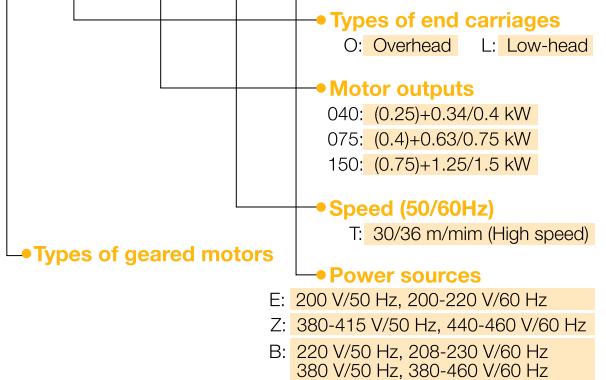 Types of end carriages
O: Overhead L: Low-head
Motor outputs
040: (0.25)+0.34/0.4 kW
075: (0.4)+0.63/0.75 kW
150: (0.75)+1.25/1.5 kW
Speed (50/60Hz)
T: 30/36 m/mim (High speed)
Types of geared motors
Power sources
E: 200 V/50 Hz, 200-220 V/60 Hz
Z: 380-415 V/50 Hz, 440-460 V/60 Hz
B: 220 V/50 Hz, 208-230 V/60 Hz
380 V/50 Hz, 380-460 V/60 Hz